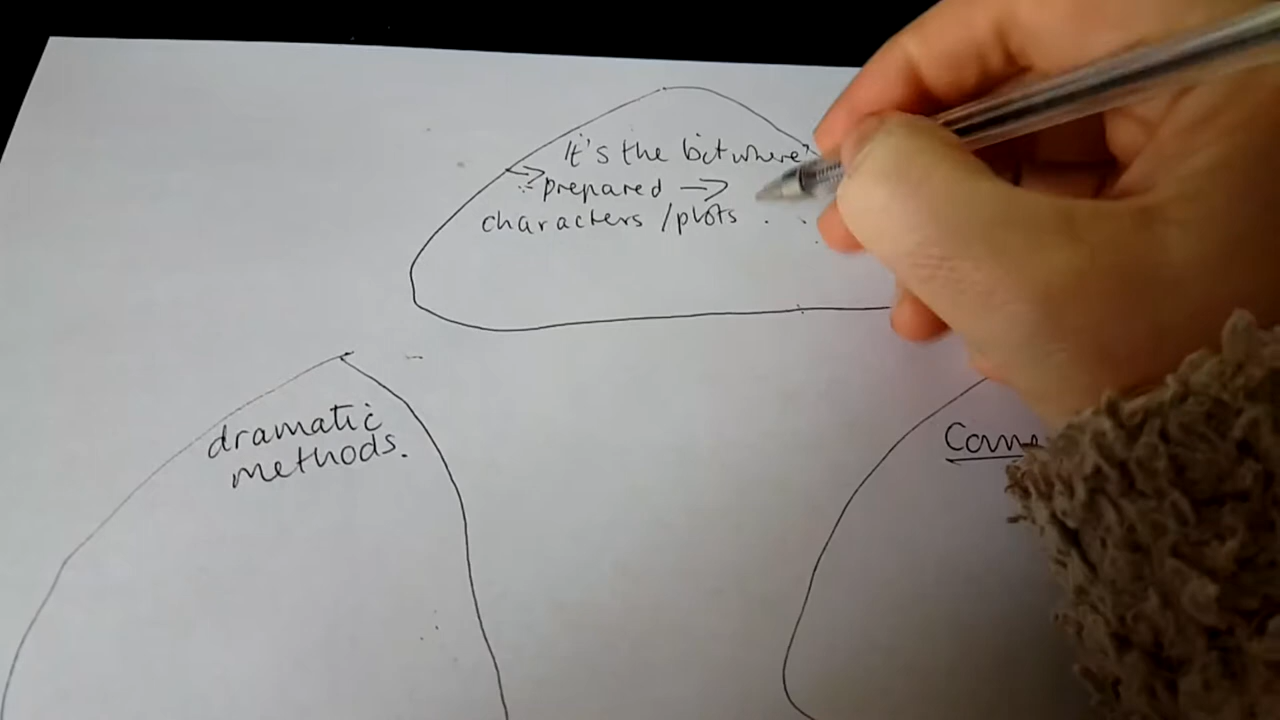 It's the bit where
prepared →
characters /plots
dramatic
methods.